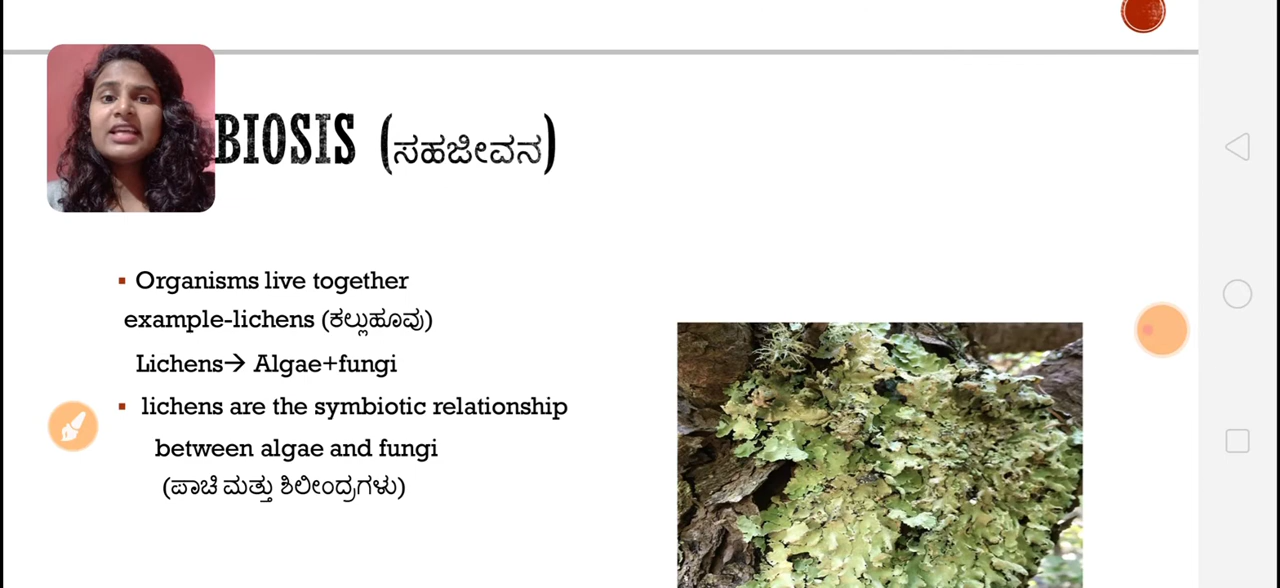 BIOSIS (ಸಹಜೀವನ)
Organisms live together
example-lichens (ಕಲ್ಲುಹೂವು)
Lichens→ Algae+fungi
lichens are the symbiotic relationship
between algae and fungi
(ಪಾಚಿ ಮತ್ತು ಶಿಲೀಂದ್ರಗಳು)